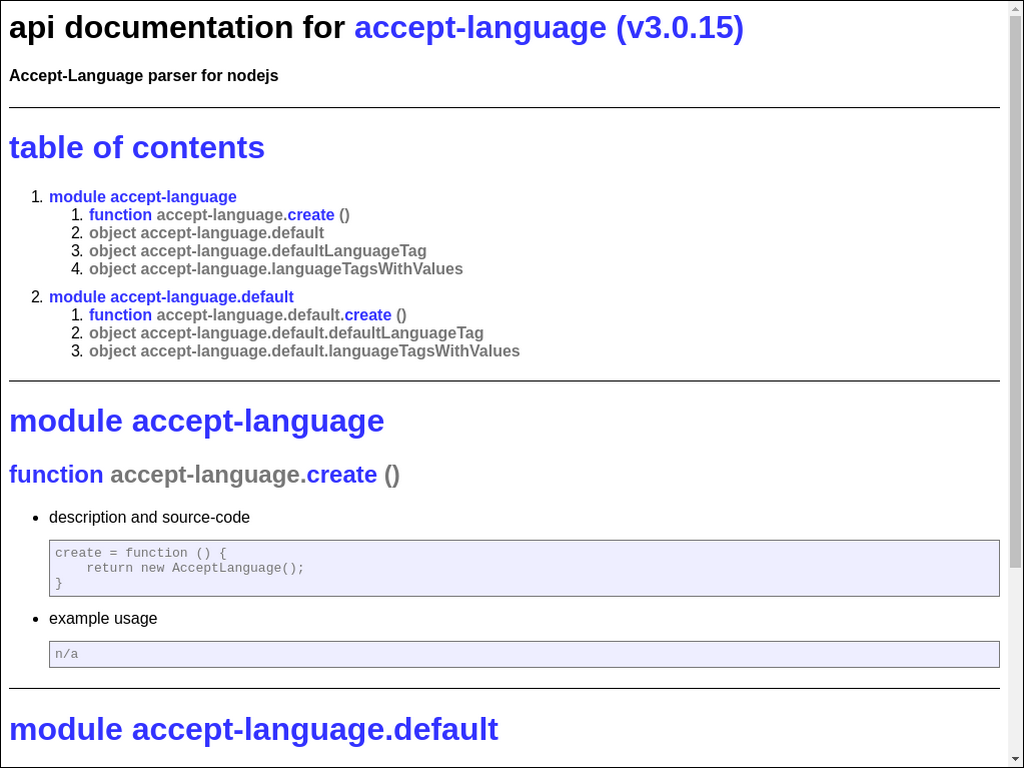 api documentation for accept-language (v3.0.15)
Accept-Language parser for nodejs
table of contents
1. module accept-language
1. function accept-language.create ()
2. object accept-language.default
3. object accept-language.defaultLanguageTag
4. object accept-language.languageTagsWithValues
2. module accept-language.default
1. function accept-language.default.create ()
2. object accept-language.default.defaultLanguageTag
3. object accept-language.default.languageTagsWithValues
module accept-language
function accept-language.create ()
• description and source-code
create = function () {
    return new AcceptLanguage();
}
• example usage
n/a
module accept-language.default